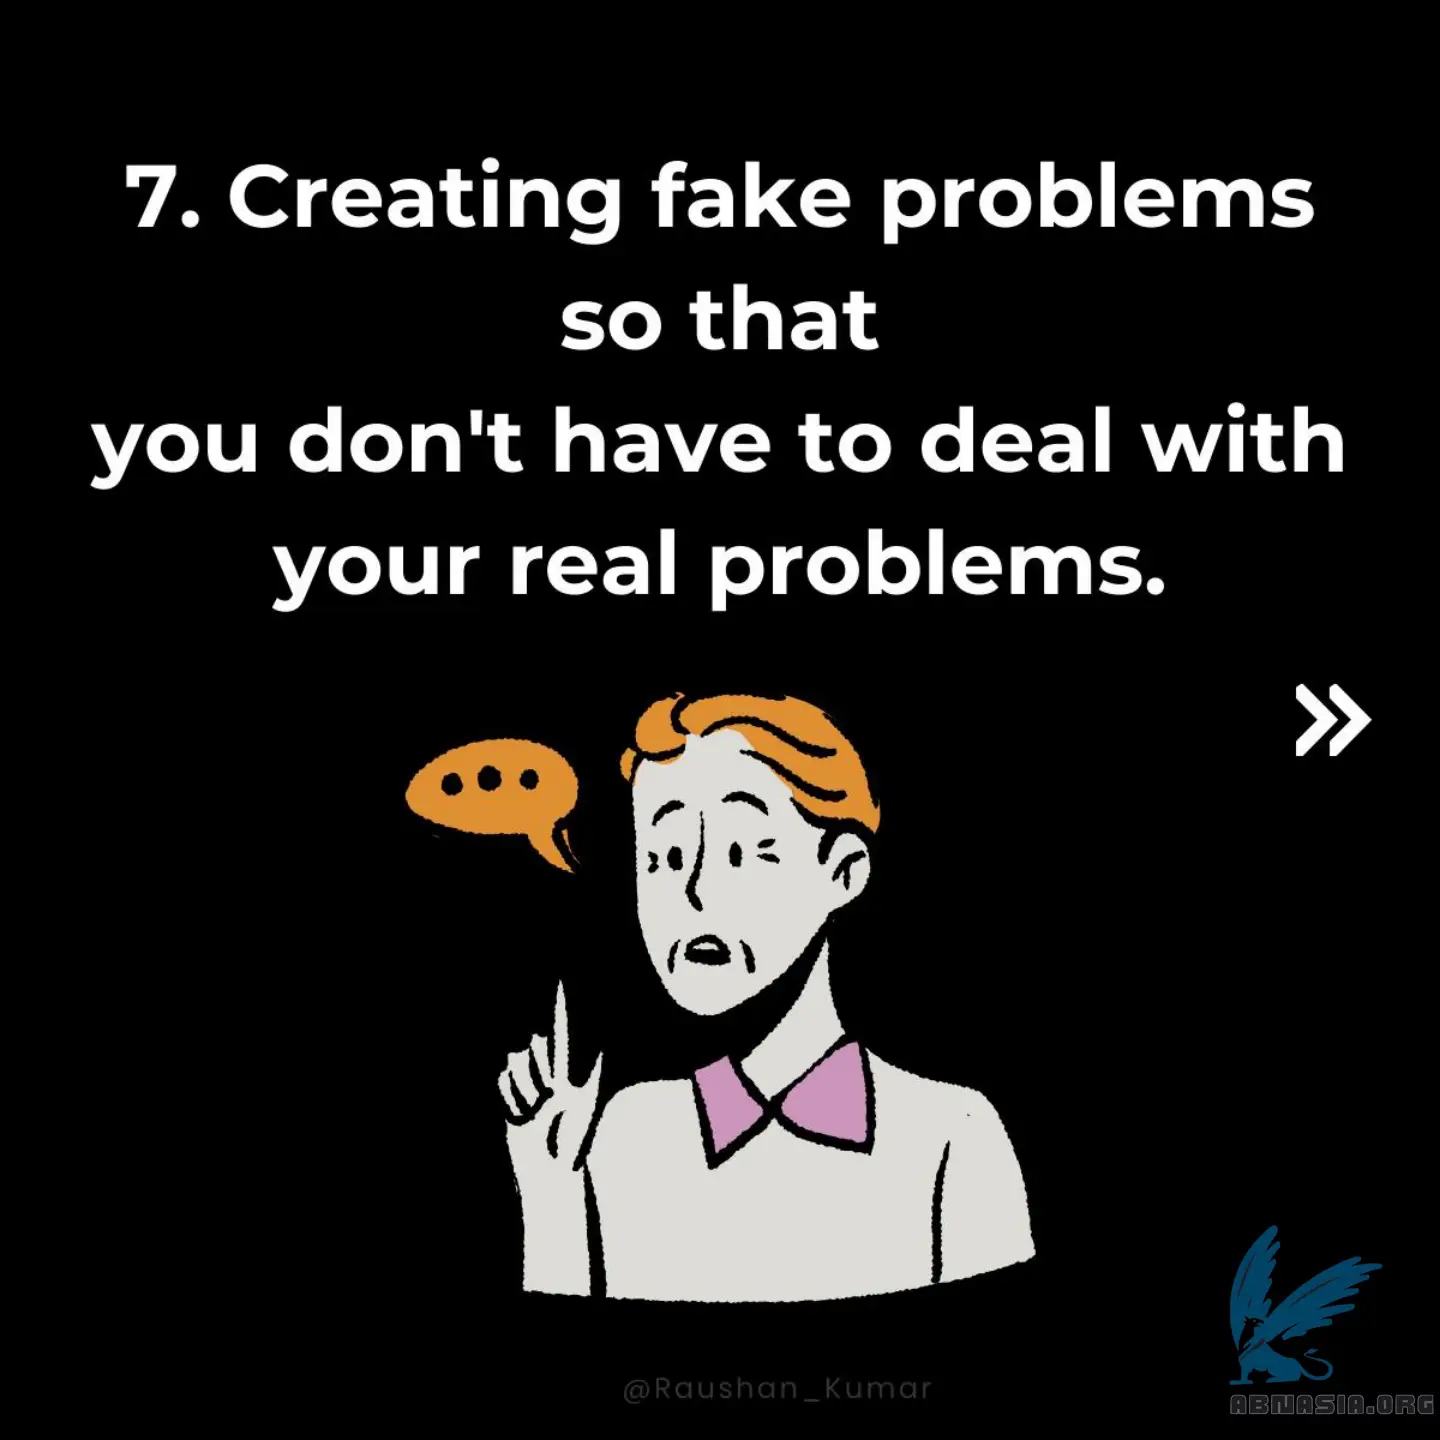 7. Creating fake problems
so that
you don't have to deal with
your real problems.
@Raushan_Kumar
ABNASIA.ORG